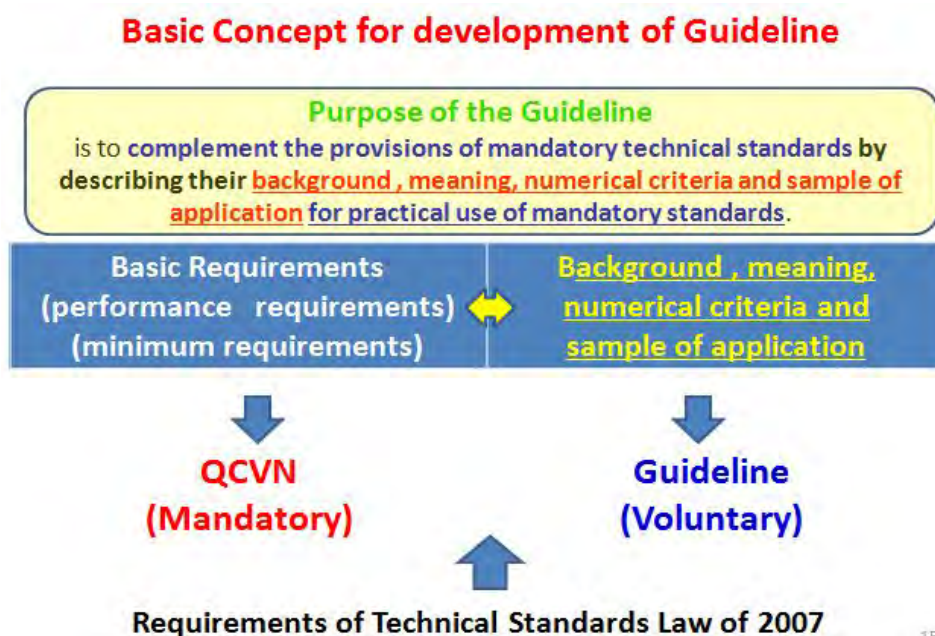 Basic Concept for development of Guideline
Purpose of the Guideline
is to complement the provisions of mandatory technical standards by
describing their background , meaning, numerical criteria and sample of
application for practical use of mandatory standards.
Basic Requirements
(performance requirements)
(minimum requirements)
Background , meaning,
numerical criteria and
sample of application
QCVN
(Mandatory)
Guideline
(Voluntary)
Requirements of Technical Standards Law of 2007